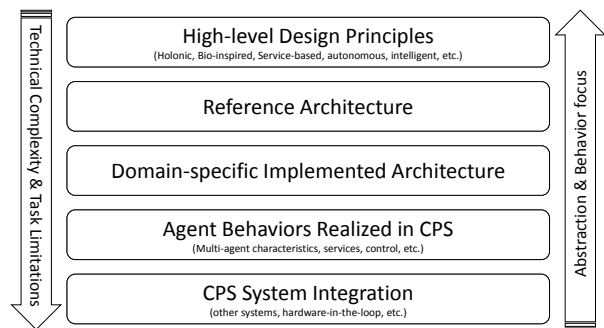 Technical Complexity & Task Limitations
High-level Design Principles
(Holonic, Bio-inspired, Service-based, autonomous, intelligent, etc.)
Reference Architecture
Domain-specific Implemented Architecture
Agent Behaviors Realized in CPS
(Multi-agent characteristics, services, control, etc.)
CPS System Integration
(other systems, hardware-in-the-loop, etc.)
Abstraction & Behavior focus